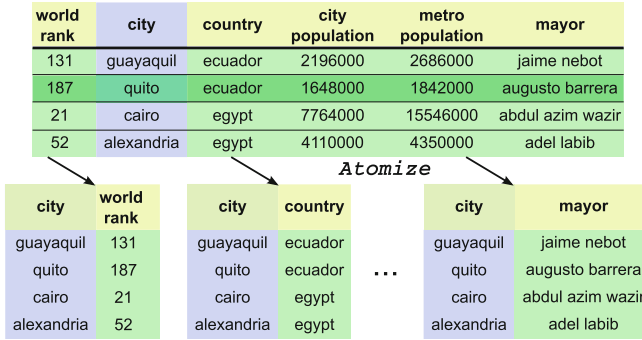 world rank city country city population metro population mayor
131 guayaquil ecuador 2196000 2686000 jaime nebot
187 quito ecuador 1648000 1842000 augusto barrera
21 cairo egypt 7764000 15546000 abdul azim wazir
52 alexandria egypt 4110000 4350000 adel labib
Atomize
city world rank
guayaquil 131
quito 187
cairo 21
alexandria 52
city country
guayaquil ecuador
quito ecuador
cairo egypt
alexandria egypt
...
city mayor
guayaquil jaime nebot
quito augusto barrera
cairo abdul azim wazir
alexandria adel labib